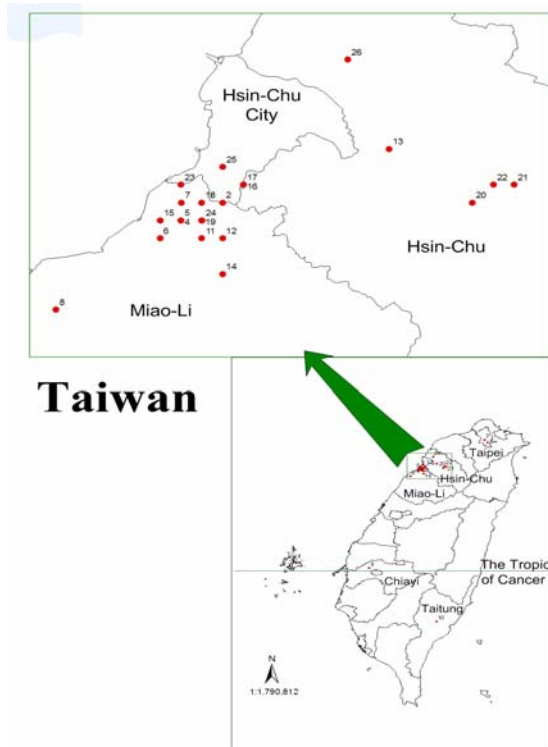 26
Hsin-Chu
City
13
25
23
17
16
22
21
7
18
2
20
15
5
4
24
19
6
11
12
Hsin-Chu
14
8
Miao-Li
Taiwan
Taipei
Hsin-Chu
Miao-Li
The Tropic
of Cancer
Chiayi
Taitung
N
1:1,790,812